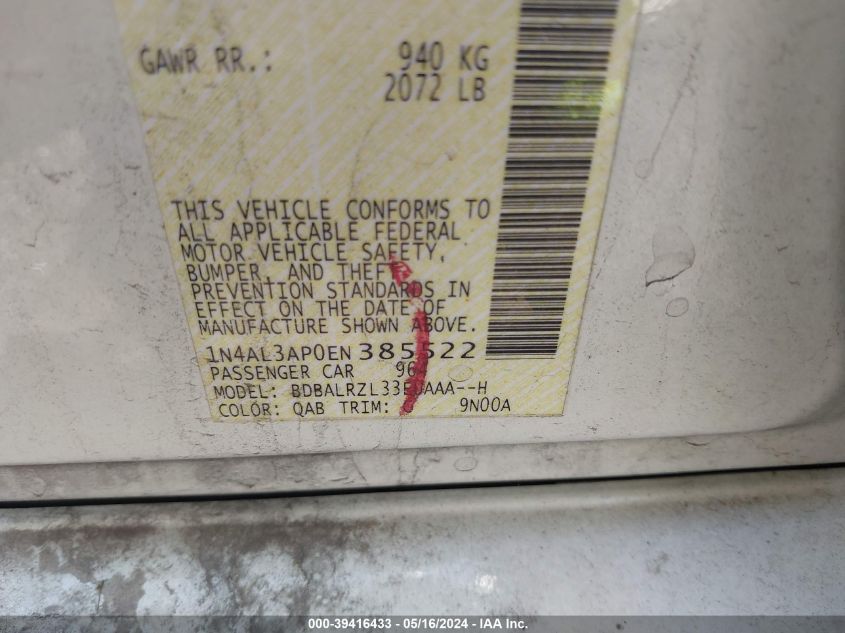 GAWR RR.: 940 KG
2072 LB
THIS VEHICLE CONFORMS TO
ALL APPLICABLE FEDERAL
MOTOR VEHICLE SAFETY,
BUMPER, AND THEFT
PREVENTION STANDARDS IN
EFFECT ON THE DATE OF
MANUFACTURE SHOWN ABOVE.
1N4AL3AP0EN 385522
PASSENGER CAR
MODEL:
COLOR: QAB TRIM: 9N00A
000-39416433 - 05/16/2024 - IAA Inc.